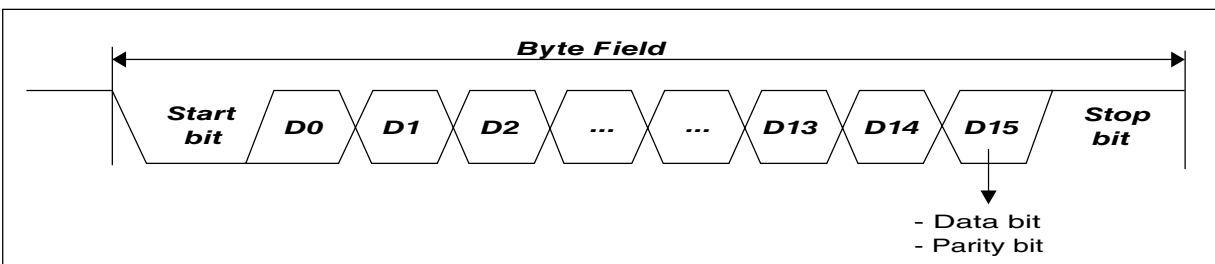 Byte Field
Start bit
D0
D1
D2
...
...
D13
D14
D15
Stop bit
- Data bit
- Parity bit